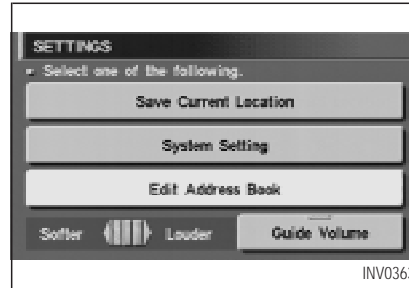 SETTINGS
Select one of the following.
Save Current Location
System Setting
Edit Address Book
Softer Louder Guide Volume
INV036